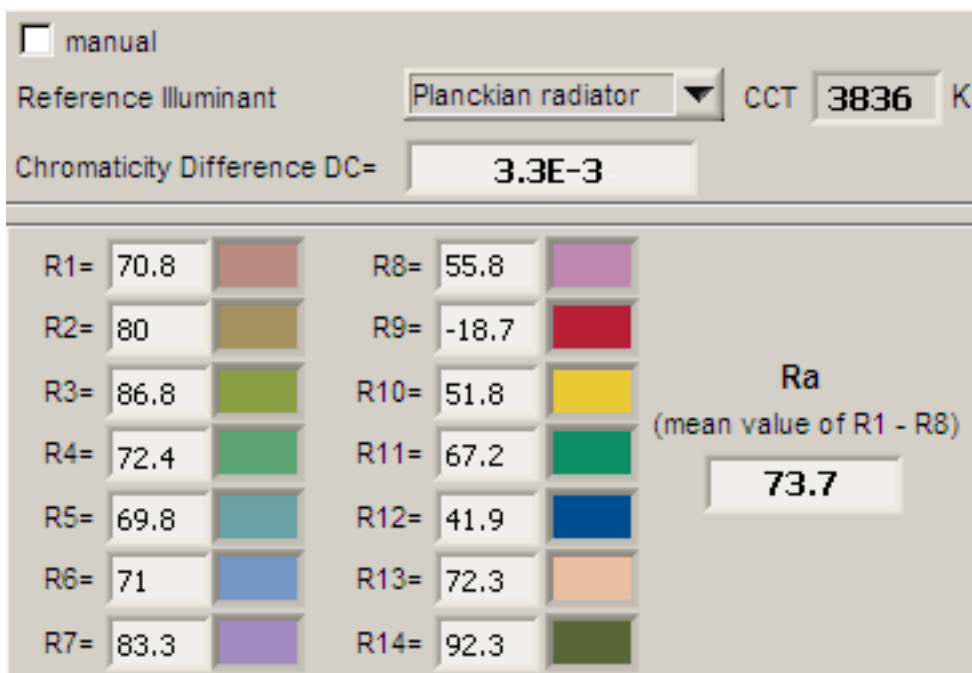 manual
Reference Illuminant Planckian radiator CCT 3836 K
Chromaticity Difference DC= 3.3E-3
R1= 70.8 R8= 55.8
R2= 80 R9= -18.7
R3= 86.8 R10= 51.8
R4= 72.4 R11= 67.2
R5= 69.8 R12= 41.9
R6= 71 R13= 72.3
R7= 83.3 R14= 92.3
Ra
(mean value of R1 - R8)
73.7